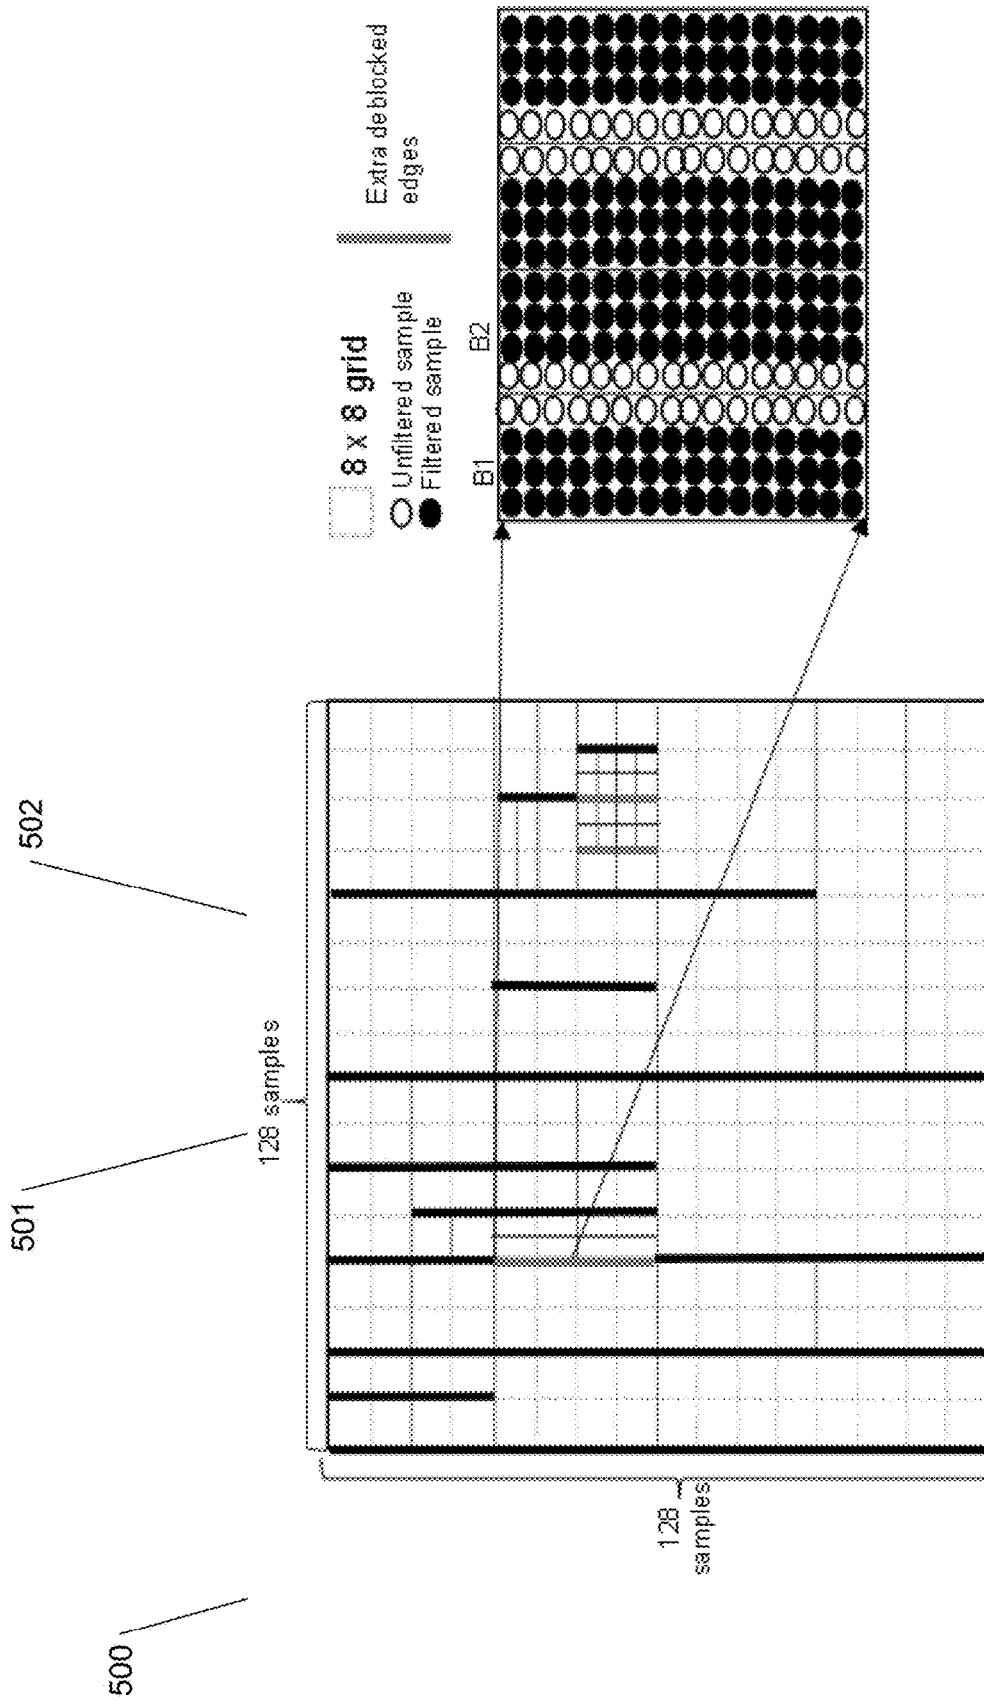 500
501
502
128 samples
128
samples
8 x 8 grid
Unfiltered sample
Filtered sample
Extra deblocked
edges
B1
B2